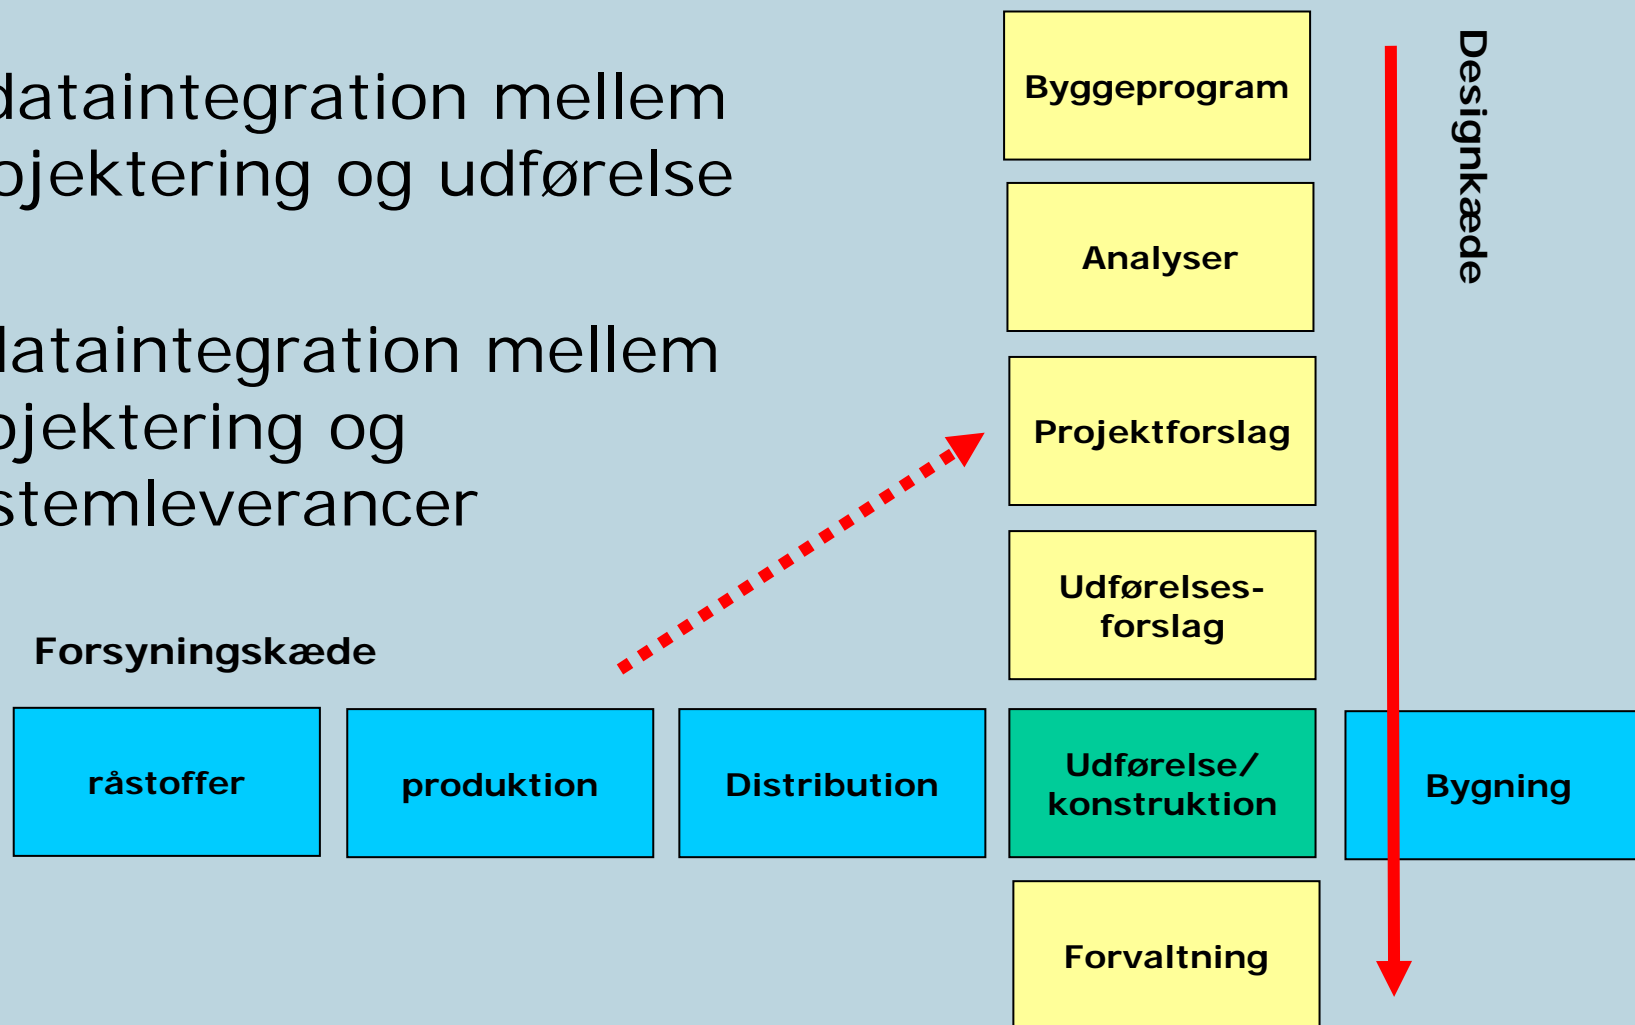 dataintegration mellem
ojektering og udførelse
dataintegration mellem
ojektering og
stemleverancer
Designkæde
Byggeprogram
Analyser
Projektforslag
Udførelses-
forslag
Forsyningskæde
råstoffer
produktion
Distribution
Udførelse/
konstruktion
Bygning
Forvaltning